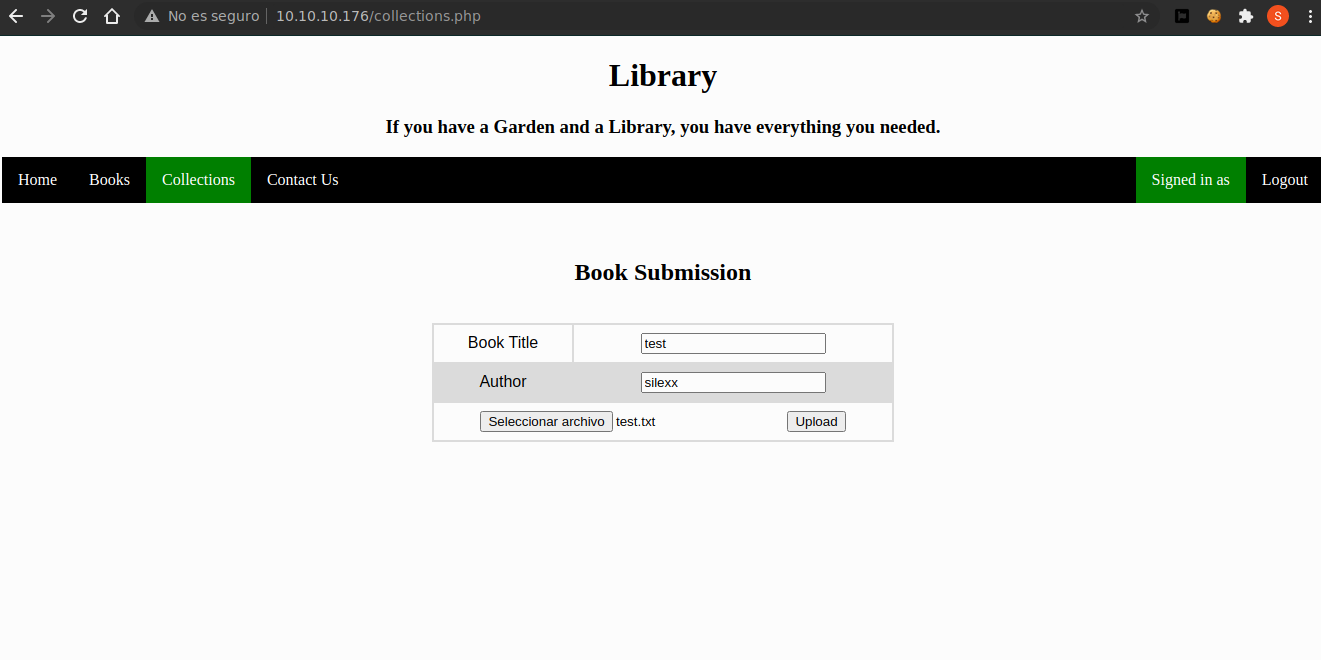 No es seguro 10.10.10.176/collections.php S
Library
If you have a Garden and a Library, you have everything you needed.
Home Books Collections Contact Us Signed in as Logout
Book Submission
Book Title test
Author silexx
Seleccionar archivo test.txt Upload